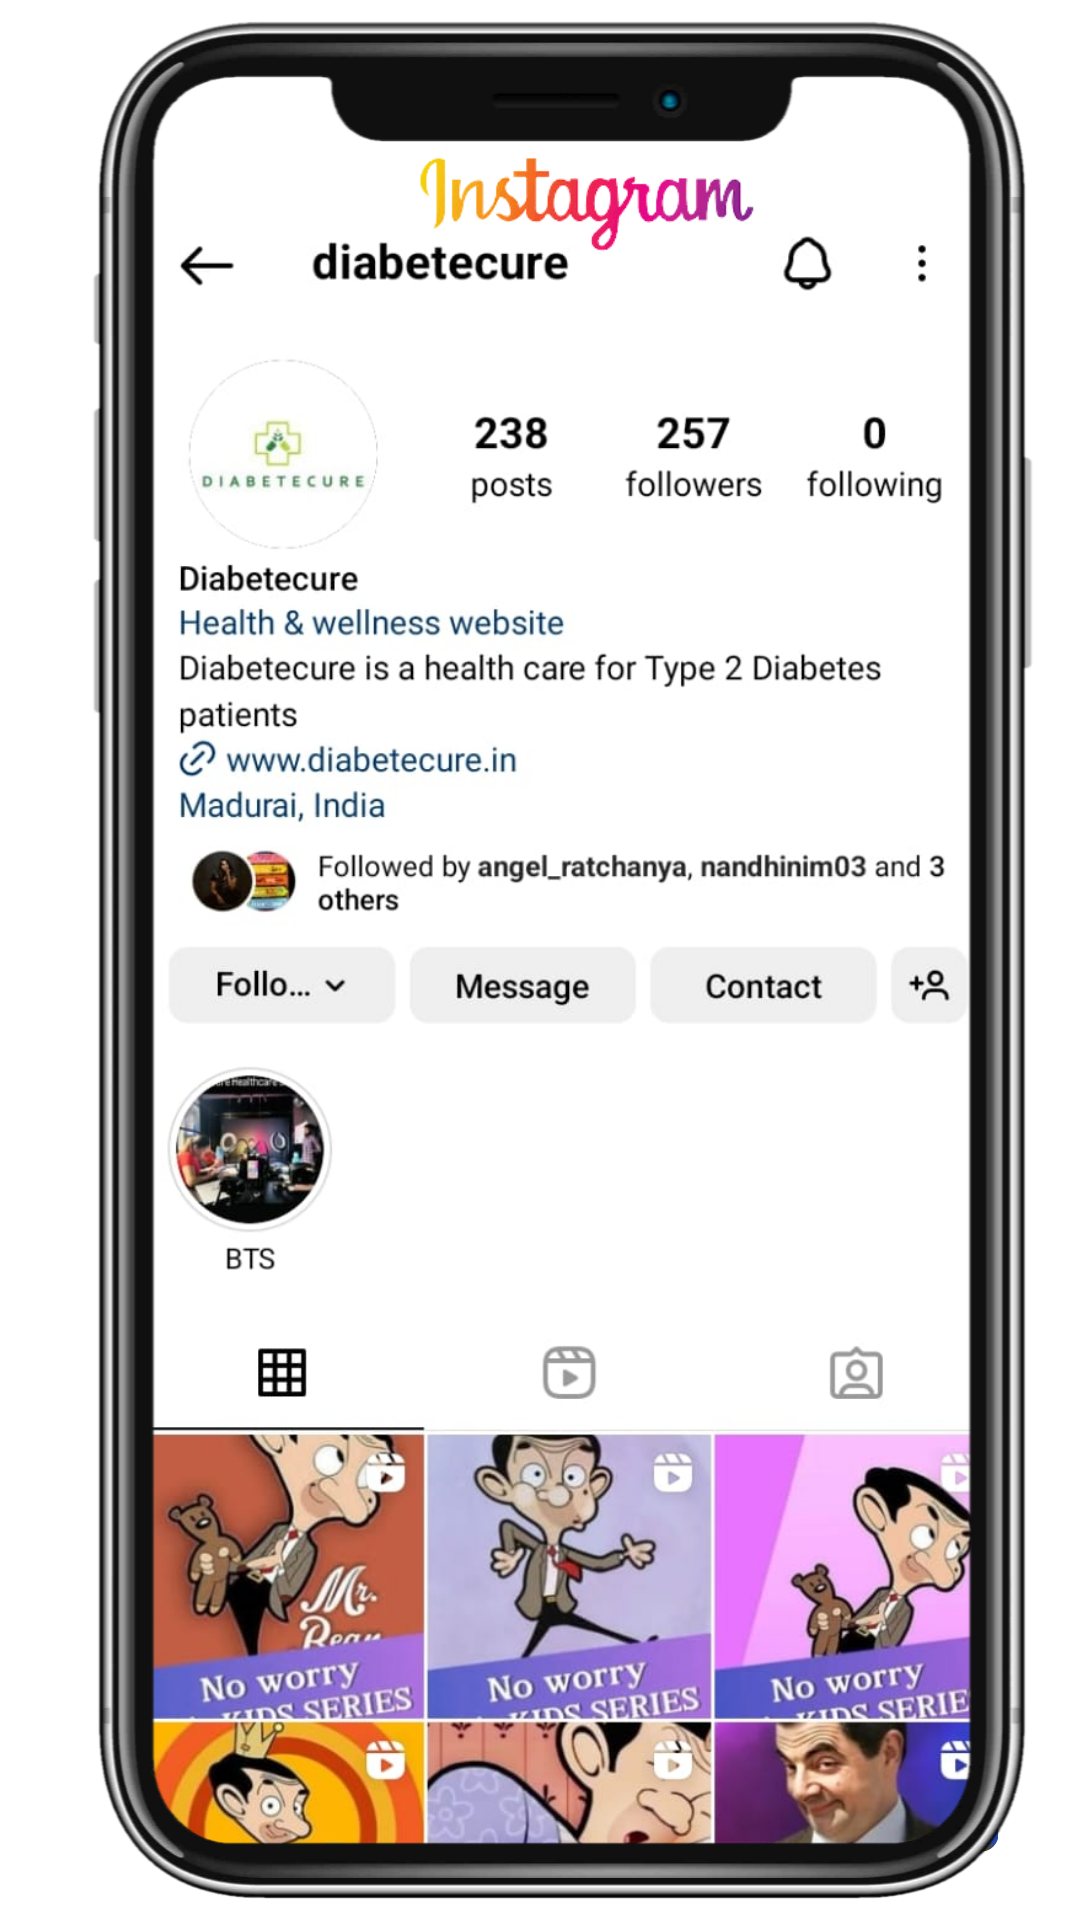 Instagram
diabetecure
DIABETECURE
238
257
0
posts
followers
following
Diabetecure
Health & wellness website
Diabetecure is a health care for Type 2 Diabetes
patients
www.diabetecure.in
Madurai, India
Followed by angel_ratchanya, nandhinim03 and 3
others
Follo...
Message
Contact
BTS
Mr.
Bean
No worry
KIDS SERIES
No worry
KIDS SERIES
No worry
KIDS SERIE